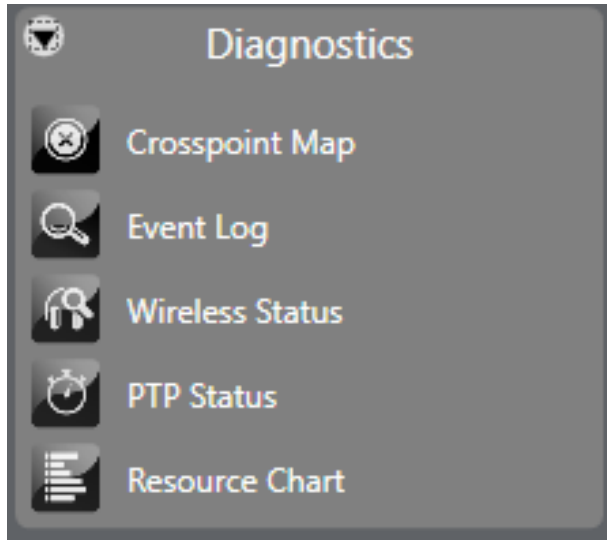 Diagnostics
Crosspoint Map
Event Log
Wireless Status
PTP Status
Resource Chart